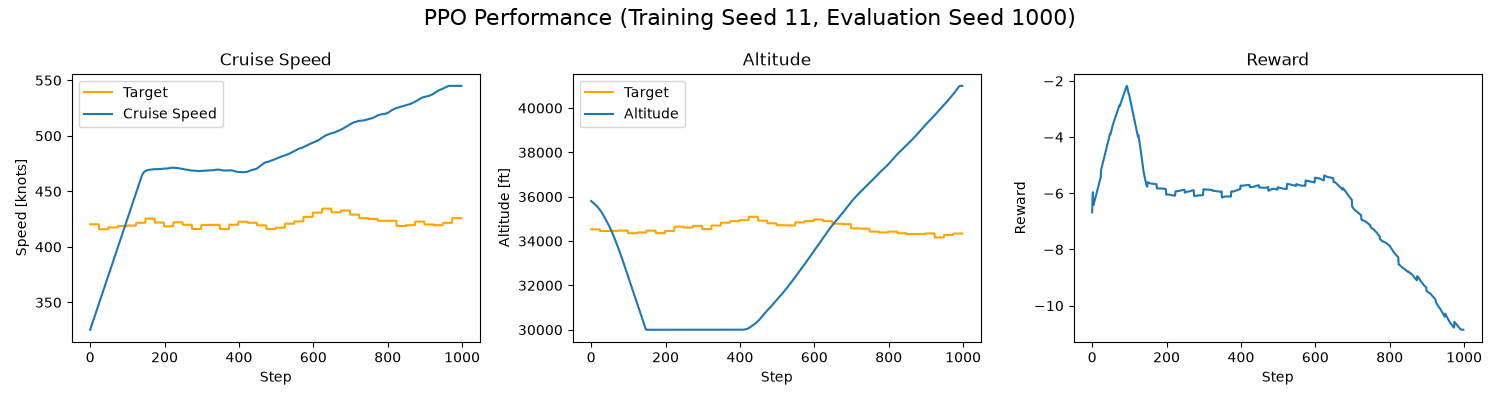 PPO Performance (Training Seed 11, Evaluation Seed 1000)
Cruise Speed
Speed [knots]
550
500
450
400
350
Target
Cruise Speed
0 200 400 600 800 1000
Step
Altitude
Altitude [ft]
40000
38000
36000
34000
32000
30000
Target
Altitude
0 200 400 600 800 1000
Step
Reward
Reward
−2
−4
−6
−8
−10
0 200 400 600 800 1000
Step